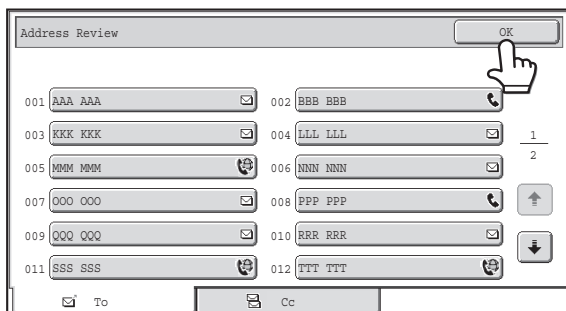 Address Review OK
001 AAA AAA 002 BBB BBB
003 KKK KKK 004 LLL LLL
1
005 MMM MMM 006 NNN NNN
2
007 OOO OOO 008 PPP PPP
009 QQQ QQQ 010 RRR RRR
011 SSS SSS 012 TTT TTT
To Cc